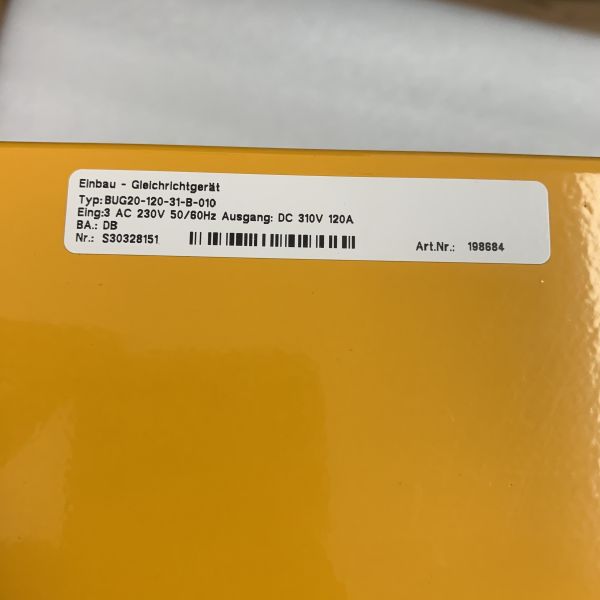 Einbau - Gleichrichtgerät
Typ:BUG20-120-31-B-010
Eing:3 AC 230V 50/60Hz Ausgang: DC 310V 120A
BA.: DB
Nr.: S30328151 Art.Nr.: 198684